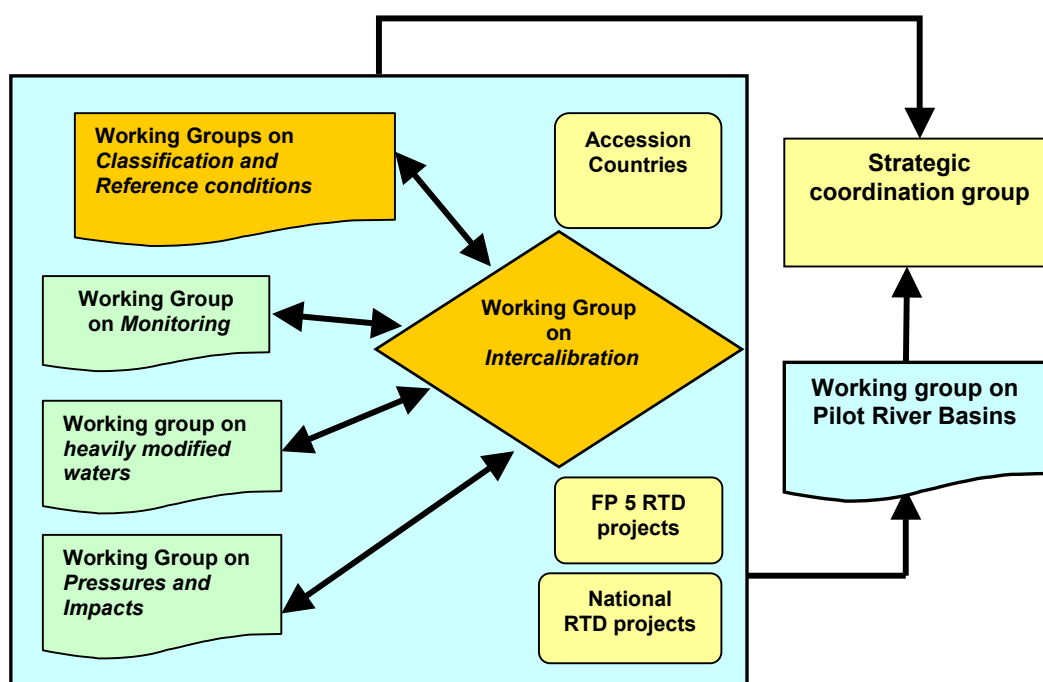 Working Groups on
Classification and
Reference conditions
Accession
Countries
Strategic
coordination group
Working Group
on Monitoring
Working Group
on
Intercalibration
Working group on
Pilot River Basins
Working group on
heavily modified
waters
FP 5 RTD
projects
Working Group on
Pressures and
Impacts
National
RTD projects